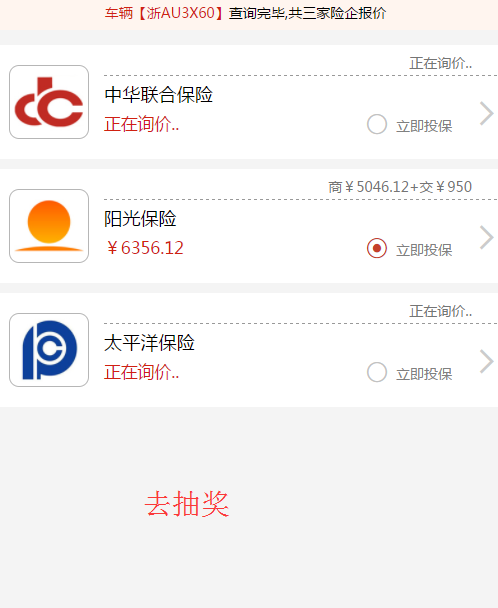 车辆【浙AU3X60】查询完毕,共三家险企报价
正在询价..
中华联合保险
正在询价..
立即投保
商￥5046.12+交￥950
阳光保险
￥6356.12
立即投保
正在询价..
太平洋保险
正在询价..
立即投保
去抽奖